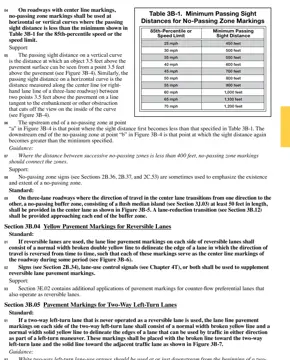 04 On roadways with center line markings,
no-passing zone markings shall be used at
horizontal or vertical curves where the passing
sight distance is less than the minimum shown in
Table 3B-1 for the 85th-percentile speed or the
speed limit.
Support:
05 The passing sight distance on a vertical curve
is the distance at which an object 3.5 feet above the
pavement surface can be seen from a point 3.5 feet
above the pavement (see Figure 3B-4). Similarly, the
passing sight distance on a horizontal curve is the
distance measured along the center line (or right-
hand lane line of a three-lane roadway) between
two points 3.5 feet above the pavement on a line
tangent to the embankment or other obstruction
that cuts off the view on the inside of the curve
(see Figure 3B-4).
Table 3B-1. Minimum Passing Sight
Distances for No-Passing Zone Markings
85th-Percentile or Speed Limit Minimum Passing Sight Distance
25 mph 450 feet
30 mph 500 feet
35 mph 550 feet
40 mph 600 feet
45 mph 700 feet
50 mph 800 feet
55 mph 900 feet
60 mph 1,000 feet
65 mph 1,100 feet
70 mph 1,200 feet
06 The upstream end of a no-passing zone at point
"a" in Figure 3B-4 is that point where the sight distance first becomes less than that specified in Table 3B-1. The
downstream end of the no-passing zone at point "b" in Figure 3B-4 is that point at which the sight distance again
becomes greater than the minimum specified.
Guidance:
07 Where the distance between successive no-passing zones is less than 400 feet, no-passing zone markings
should connect the zones.
Support:
08 No-passing zone signs (see Sections 2B.36, 2B.37, and 2C.53) are sometimes used to emphasize the existence
and extent of a no-passing zone.
Standard:
09 On three-lane roadways where the direction of travel in the center lane transitions from one direction to the
other, a no-passing buffer zone, consisting of a flush median island (see Section 3J.03) at least 50 feet in length,
shall be provided in the center lane as shown in Figure 3B-5. A lane-reduction transition (see Section 3B.12)
shall be provided approaching each end of the buffer zone.
Section 3B.04 Yellow Pavement Markings for Reversible Lanes
Standard:
01 If reversible lanes are used, the lane line pavement markings on each side of reversible lanes shall
consist of a normal width broken double yellow line to delineate the edge of a lane in which the direction of
travel is reversed from time to time, such that each of these markings serve as the center line markings of
the roadway during some period (see Figure 3B-6).
02 Signs (see Section 2B.34), lane-use control signals (see Chapter 4T), or both shall be used to supplement
reversible lane pavement markings.
Support:
03 Section 3E.02 contains additional applications of pavement markings for counter-flow preferential lanes that
also operate as reversible lanes.
Section 3B.05 Pavement Markings for Two-Way Left-Turn Lanes
Standard:
01 If a two-way left-turn lane that is never operated as a reversible lane is used, the lane line pavement
markings on each side of the two-way left-turn lane shall consist of a normal width broken yellow line and a
normal width solid yellow line to delineate the edges of a lane that can be used by traffic in either direction
as part of a left-turn maneuver. These markings shall be placed with the broken line toward the two-way
left-turn lane and the solid line toward the adjacent traffic lane as shown in Figure 3B-7.
Guidance: